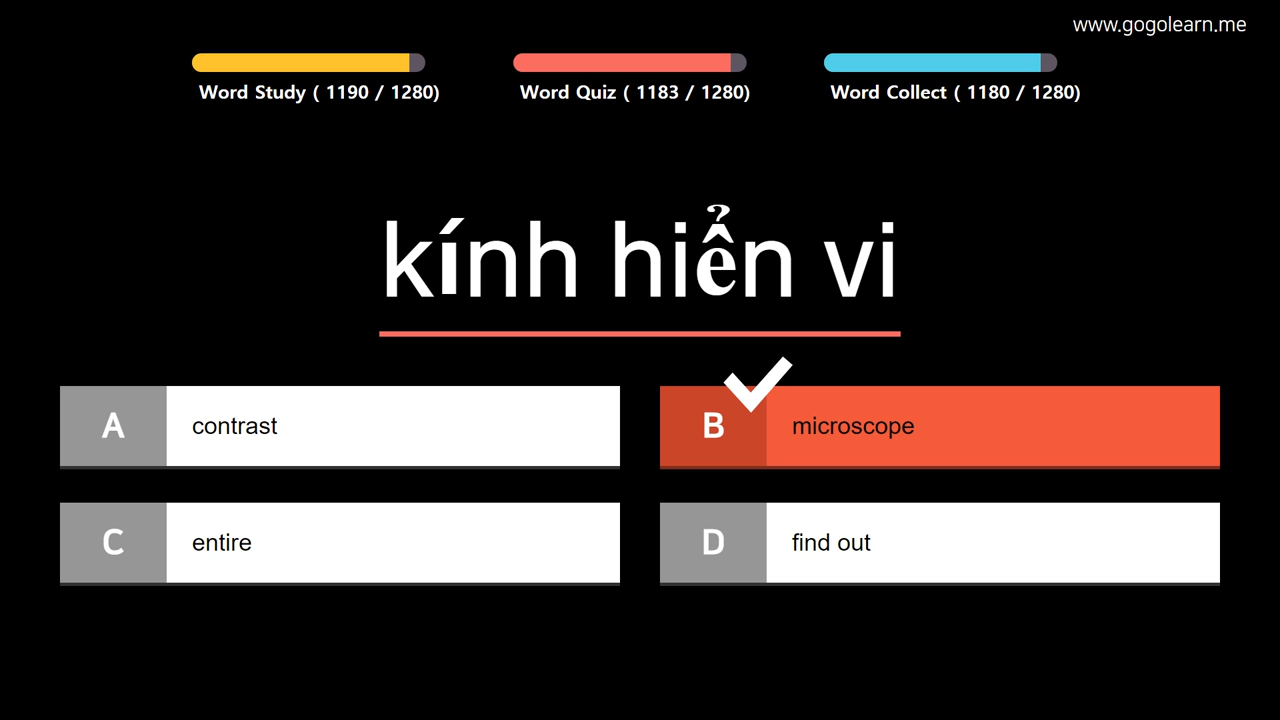 www.gogolearn.me
Word Study ( 1190 / 1280)
Word Quiz ( 1183 / 1280)
Word Collect ( 1180 / 1280)
kính hiển vi
A contrast
B microscope
C entire
D find out